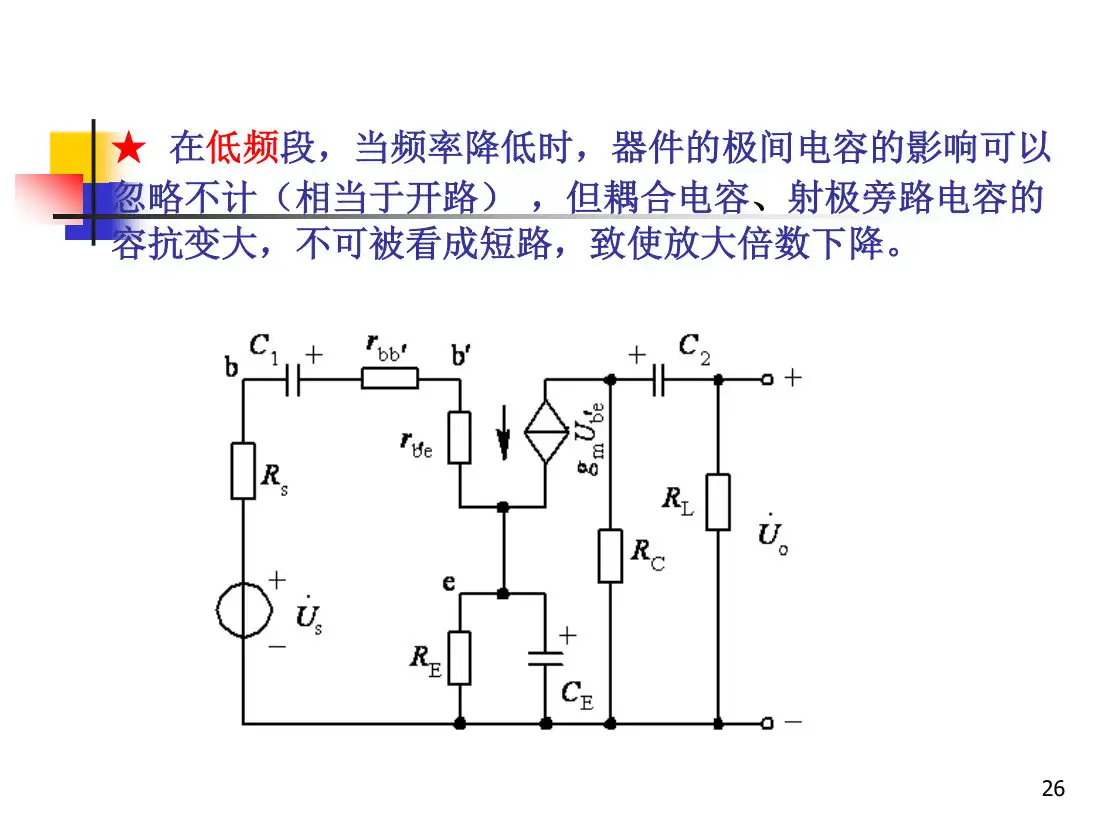 ★ 在低频段，当频率降低时，器件的极间电容的影响可以
忽略不计（相当于开路），但耦合电容、射极旁路电容的
容抗变大，不可被看成短路，致使放大倍数下降。
b C1 + rbb' b' + C2 +
rb'e gmUb'e
Rs RL
RC U̇o
+ e
U̇s
− RE + CE
−
26